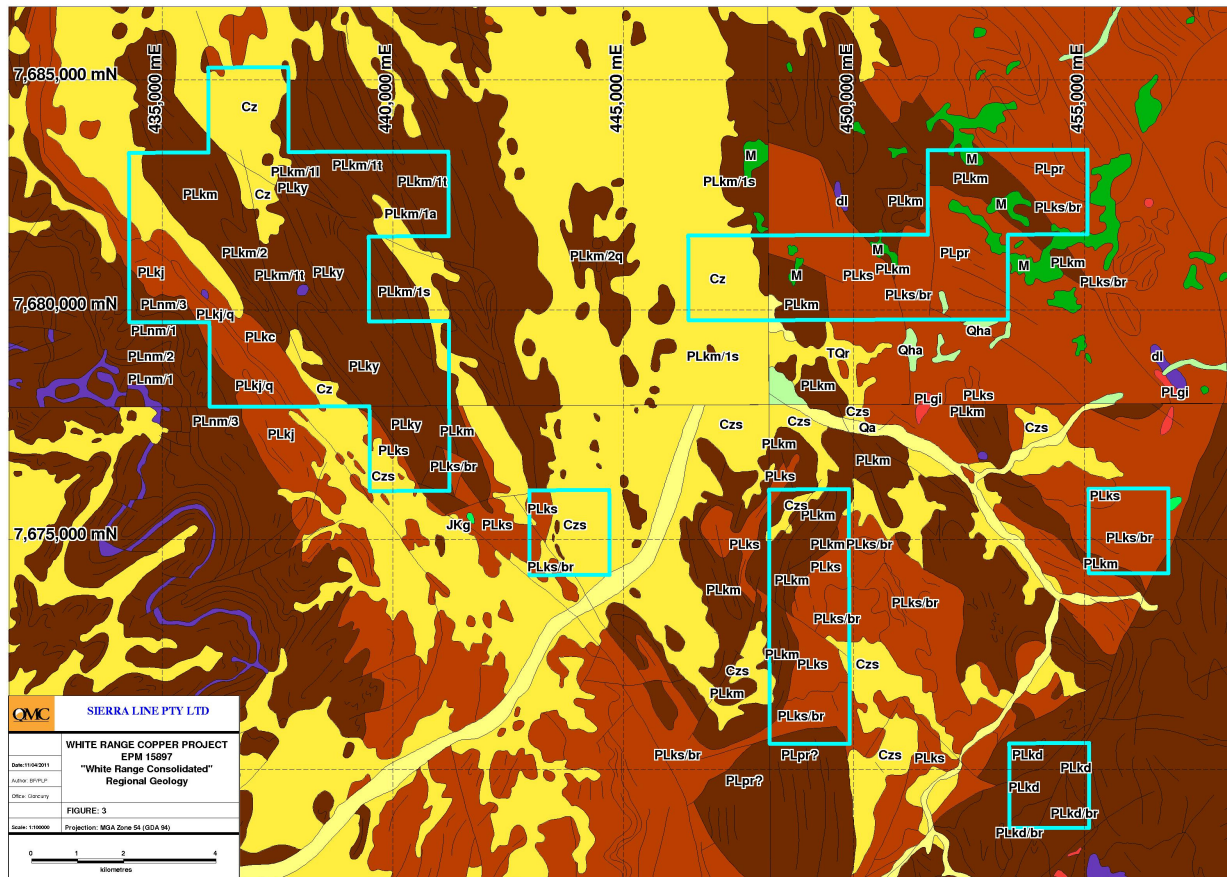 435,000 mE
440,000 mE
445,000 mE
450,000 mE
455,000 mE
7,685,000 mN
7,680,000 mN
7,675,000 mN
Cz
PLkm/1l
PLkm/1t
PLkm/1t
PLkm
Cz
PLky
PLkm/1a
PLkm/2
PLkj
PLkm/1t
PLky
PLkm/1s
PLnm/3
PLkj/q
PLnm/1
PLkc
PLnm/2
PLnm/1
PLkj/q
Cz
PLky
PLnm/3
PLkj
PLky
PLkm
PLks
PLks/br
Czs
JKg
PLks
PLks
Czs
PLks/br
PLkm/2q
M
PLkm/1s
dl
PLkm
M
PLkm
PLpr
M
PLks/br
Cz
M
M
PLks
PLkm
PLpr
PLks/br
PLkm
M
PLkm
PLks/br
PLkm/1s
TQr
Qha
Qha
dl
PLgi
PLkm
PLgi
PLks
PLkm
Czs
Czs
Czs
Qa
Czs
PLkm
PLkm
PLks
Czs
PLkm
PLks
PLkm
PLks/br
PLks
PLkm
PLkm
PLks/br
PLks/br
PLkm
PLks
Czs
Czs
PLkm
PLks/br
PLks/br
PLpr?
PLpr?
Czs
PLks
PLks
PLks/br
PLkm
PLkd
PLkd
PLkd
PLkd/br
PLkd/br
QMC
SIERRA LINE PTY LTD
WHITE RANGE COPPER PROJECT
EPM 15897
"White Range Consolidated"
Regional Geology
Date:11/04/2011
Author: BF/PLP
Office: Cloncurry
FIGURE: 3
Scale: 1:100000
Projection: MGA Zone 54 (GDA 94)
0 1 2 4
kilometres